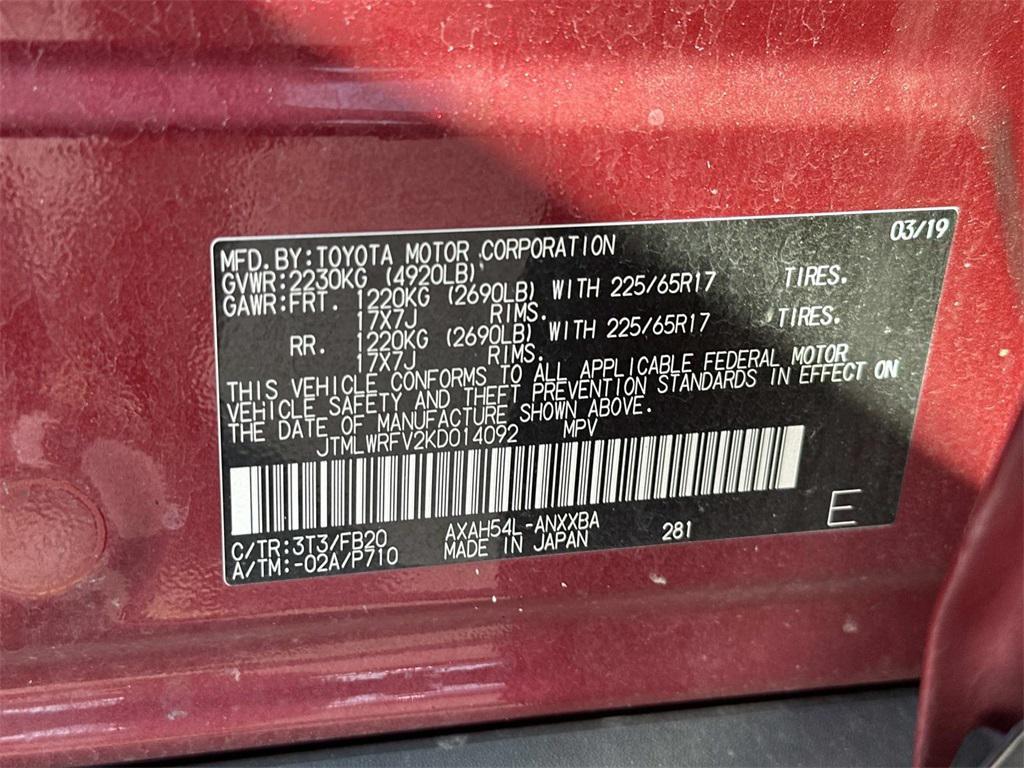 03/19
MFD. BY: TOYOTA MOTOR CORPORATION
GVWR: 2230KG (4920LB)
GAWR: FRT. 1220KG (2690LB) WITH 225/65R17 TIRES.
17X7J RIMS.
RR. 1220KG (2690LB) WITH 225/65R17 TIRES.
17X7J RIMS.
THIS VEHICLE CONFORMS TO ALL APPLICABLE FEDERAL MOTOR
VEHICLE SAFETY AND THEFT PREVENTION STANDARDS IN EFFECT ON
THE DATE OF MANUFACTURE SHOWN ABOVE.
JTMLWRFV2KD014092 MPV
C/TR: 3T3/FB20 AXAH54L-ANXXBA 281 E
A/TM: -02A/P710 MADE IN JAPAN